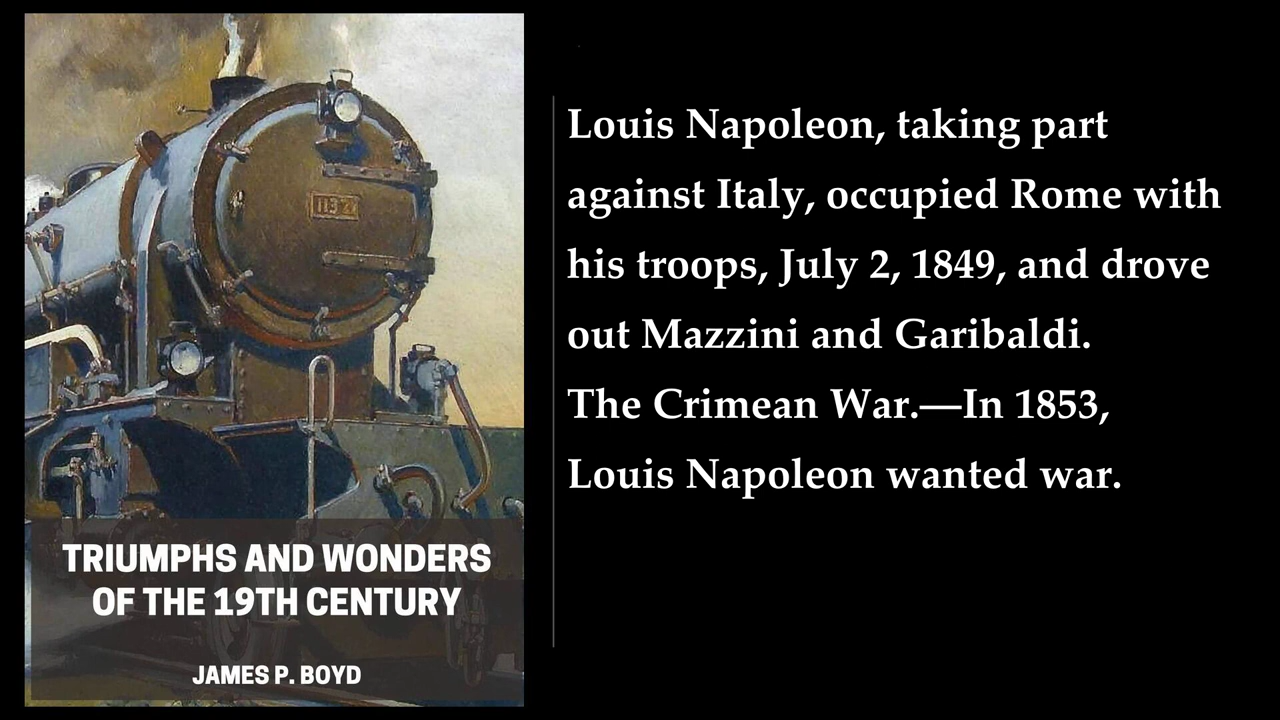 1132
TRIUMPHS AND WONDERS
OF THE 19TH CENTURY
JAMES P. BOYD
Louis Napoleon, taking part
against Italy, occupied Rome with
his troops, July 2, 1849, and drove
out Mazzini and Garibaldi.
The Crimean War.—In 1853,
Louis Napoleon wanted war.